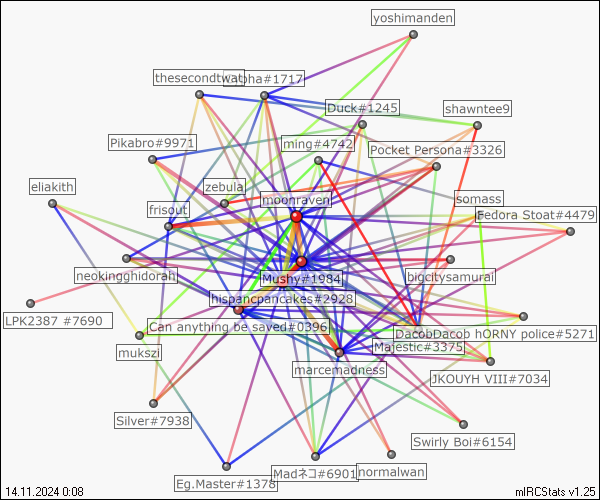 yoshimanden
thesecondtwat
pha#1717
Duck#1245
shawntee9
Pikabro#9971
ming#4742
Pocket Persona#3326
eliakith
zebula
somass
moonraven
frisout
Fedora Stoat#4479
neokingghidorah
Mushy#1984
bigcitysamurai
hispancpancakes#2928
LPK2387 #7690
Can anything be saved#0396
DacobDacob hORNY police#5271
mukszi
Majestic#3375
marcemadness
JKOUYH VIII#7034
Silver#7938
Swirly Boi#6154
Eg.Master#1378
Madネコ#6901
normalwan
14.11.2024 0:08
mIRCStats v1.25